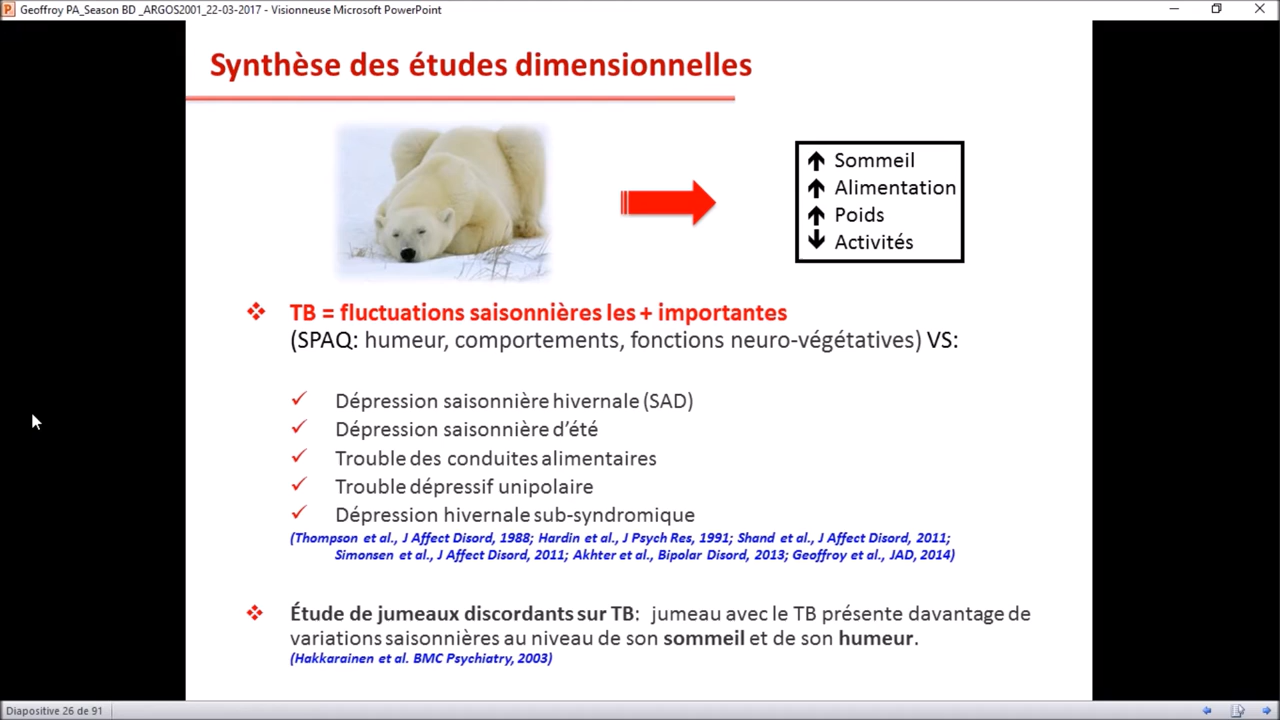 Geoffroy PA_Season BD _ARGOS2001_22-03-2017 - Visionneuse Microsoft PowerPoint
Synthèse des études dimensionnelles
↑ Sommeil
↑ Alimentation
↑ Poids
↓ Activités
TB = fluctuations saisonnières les + importantes
(SPAQ: humeur, comportements, fonctions neuro-végétatives) VS:
Dépression saisonnière hivernale (SAD)
Dépression saisonnière d’été
Trouble des conduites alimentaires
Trouble dépressif unipolaire
Dépression hivernale sub-syndromique
(Thompson et al., J Affect Disord, 1988; Hardin et al., J Psych Res, 1991; Shand et al., J Affect Disord, 2011;
Simonsen et al., J Affect Disord, 2011; Akhter et al., Bipolar Disord, 2013; Geoffroy et al., JAD, 2014)
Étude de jumeaux discordants sur TB: jumeau avec le TB présente davantage de
variations saisonnières au niveau de son sommeil et de son humeur.
(Hakkarainen et al. BMC Psychiatry, 2003)
Diapositive 26 de 91